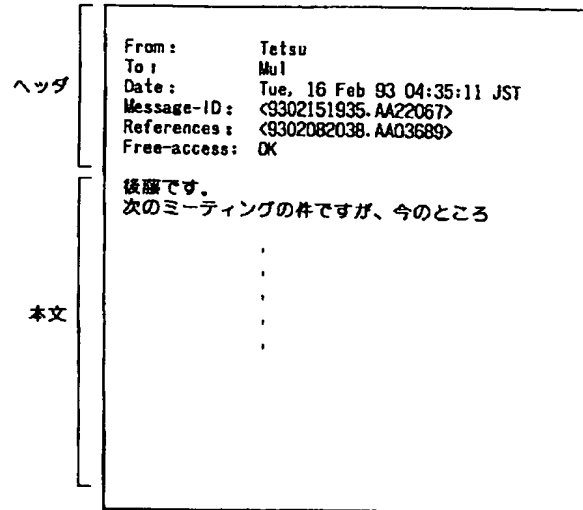 ヘッダ
From: Tetsu
To: Mul
Date: Tue, 16 Feb 93 04:35:11 JST
Message-ID: <9302151935.AA22067>
References: <9302082038.AA03689>
Free-access: OK
本文
後藤です。
次のミーティングの件ですが、今のところ